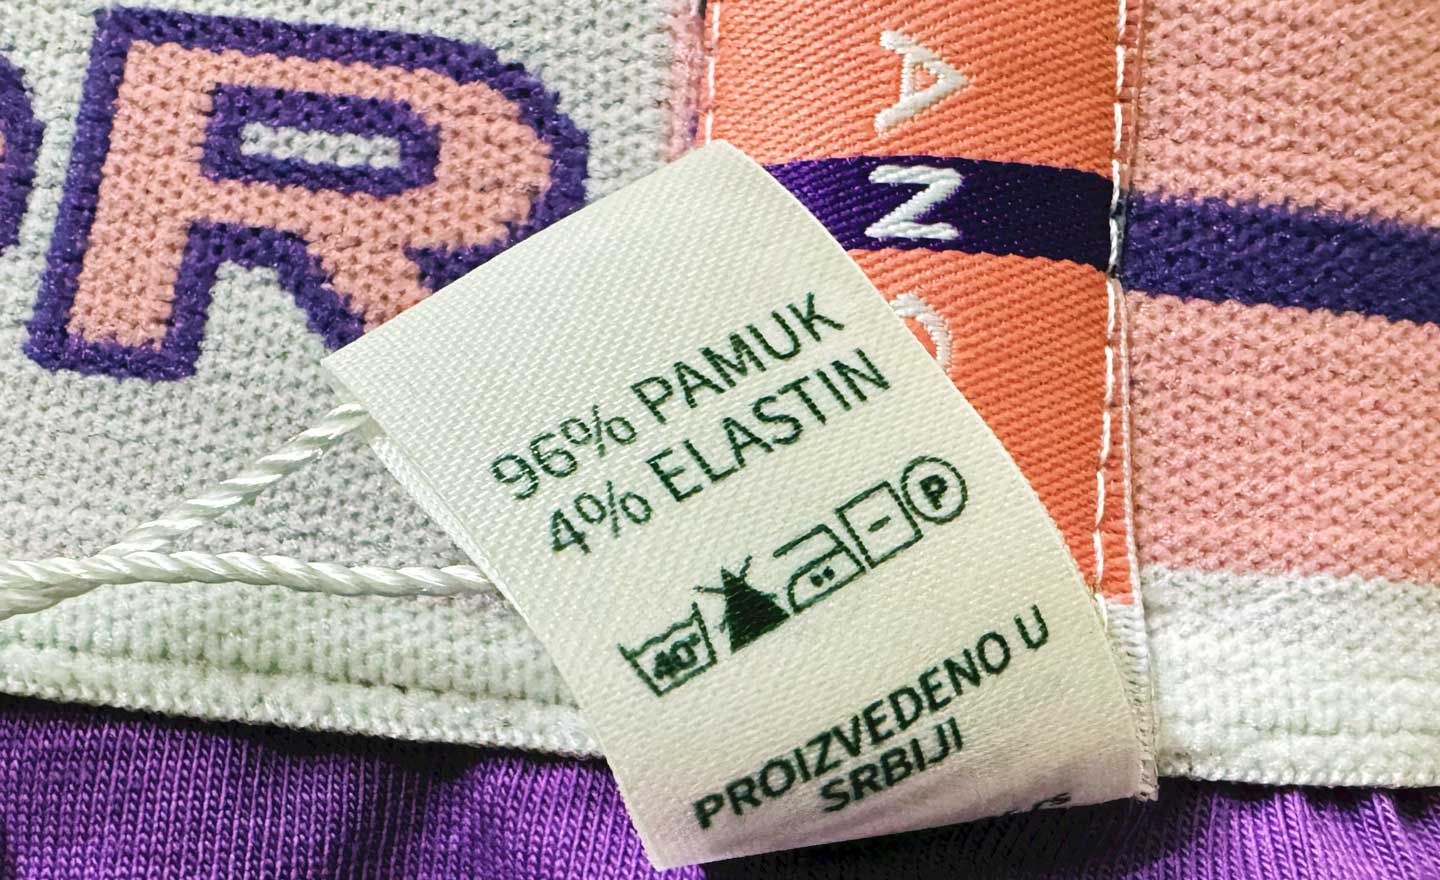 R
A
N
96% PAMUK
4% ELASTIN
40° P
PROIZVEDENO U
SRBIJI